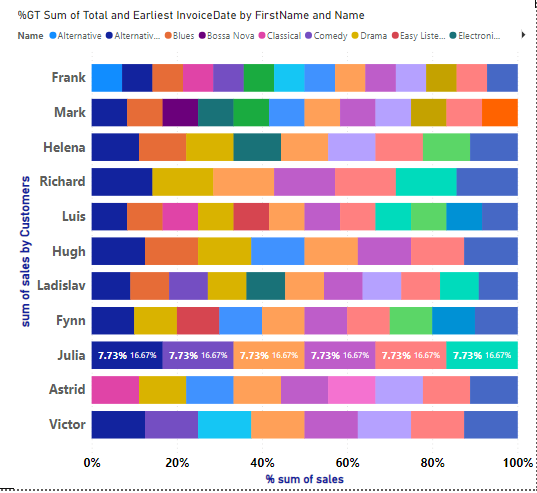 %GT Sum of Total and Earliest InvoiceDate by FirstName and Name
Name Alternative Alternativ... Blues Bossa Nova Classical Comedy Drama Easy Liste... Electroni...
sum of sales by Customers
Frank
Mark
Helena
Richard
Luis
Hugh
Ladislav
Fynn
Julia 7.73% 16.67% 7.73% 16.67% 7.73% 16.67% 7.73% 16.67% 7.73% 16.67% 7.73% 16.67%
Astrid
Victor
0% 20% 40% 60% 80% 100%
% sum of sales